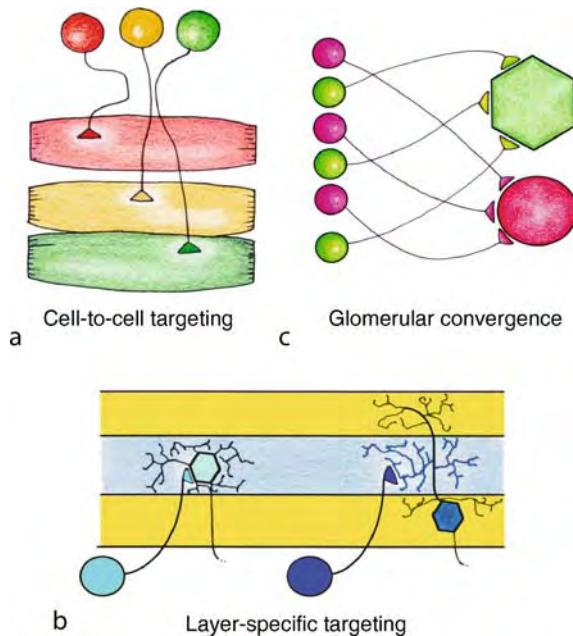 Cell-to-cell targeting
a
Glomerular convergence
c
Layer-specific targeting
b